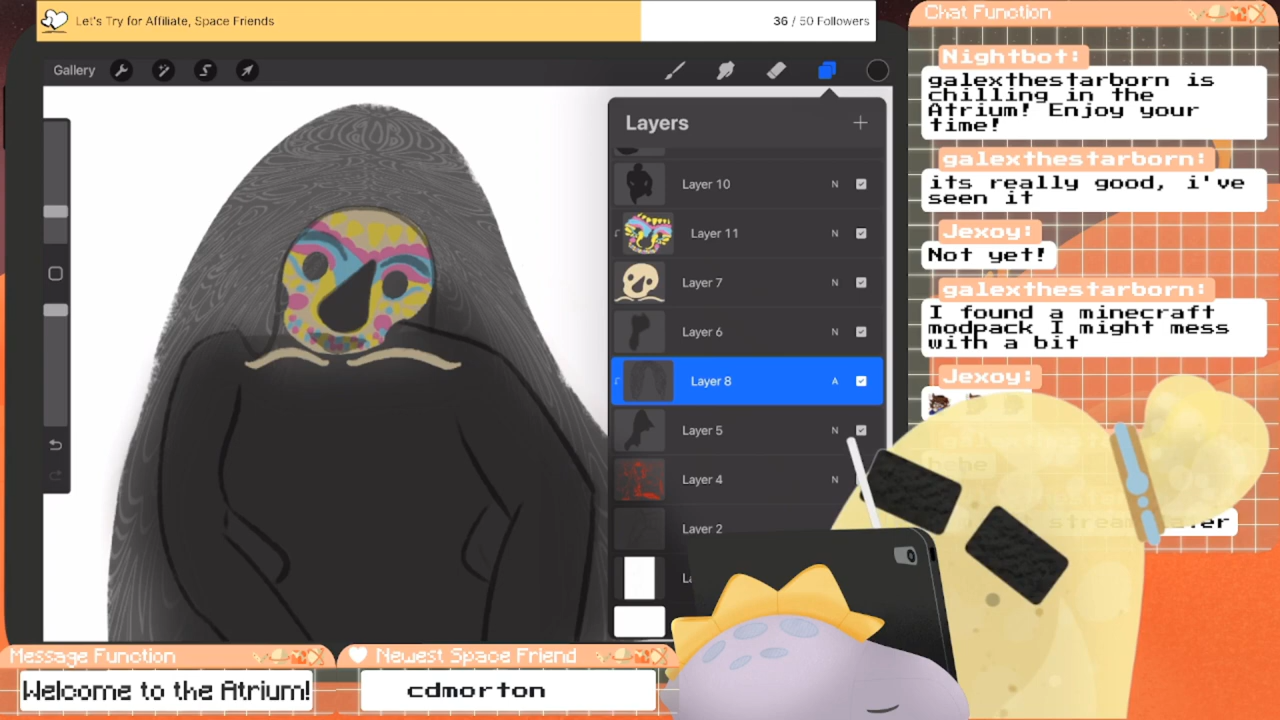 Let's Try for Affiliate, Space Friends
36 / 50 Followers
Gallery
Layers
Layer 10
N
Layer 11
N
Layer 7
N
Layer 6
N
Layer 8
A
Layer 5
N
Layer 4
N
Layer 2
Chat Function
Nightbot:
galexthestarborn is
chilling in the
Atrium! Enjoy your
time!
galexthestarborn:
its really good, i've
seen it
Jexoy:
Not yet!
galexthestarborn:
I found a minecraft
modpack I might mess
with a bit
Jexoy:
Message Function
Welcome to the Atrium!
Newest Space Friend
cdmorton